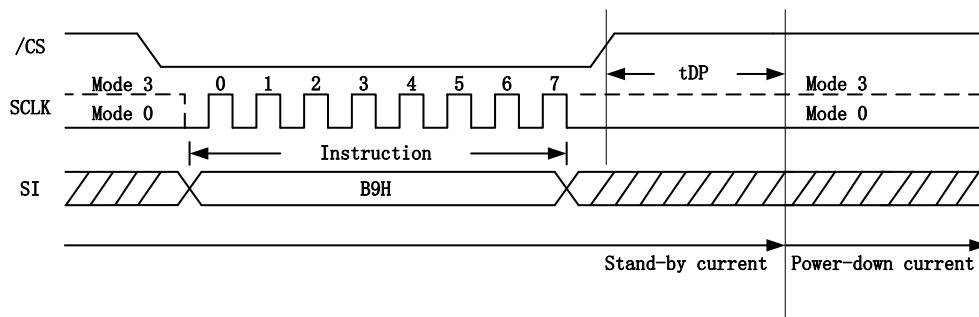 /CS
tDP
Mode 3 0 1 2 3 4 5 6 7 Mode 3
SCLK
Mode 0 Mode 0
Instruction
SI B9H
Stand-by current Power-down current